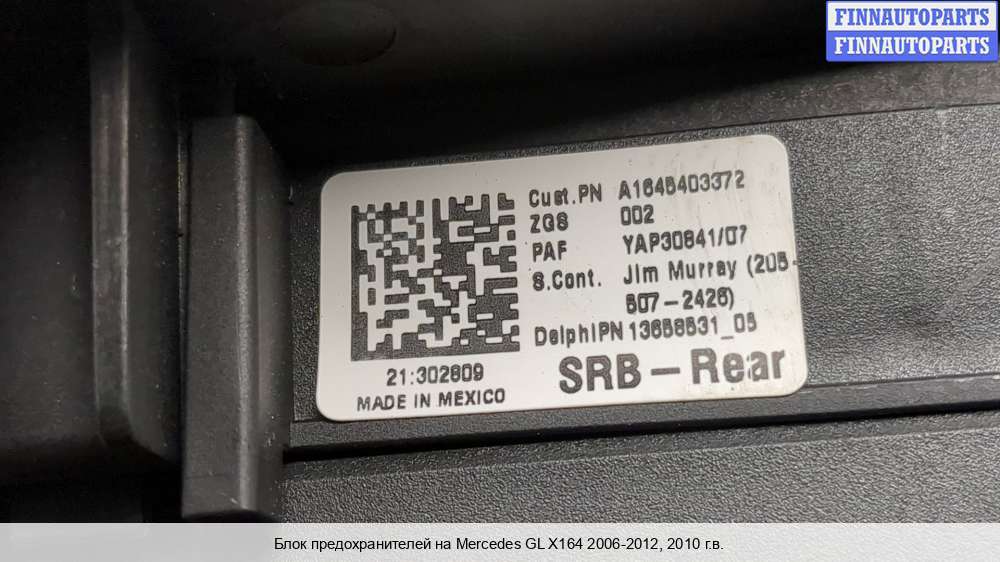 FINNAUTOPARTS
FINNAUTOPARTS
Cust.PN A1645403372
ZGS 002
PAF YAP30641/07
S.Cont. Jim Murray (205-
507-2426)
DelphiPN 13658531_05
SRB-Rear
21:302809
MADE IN MEXICO
Блок предохранителей на Mercedes GL X164 2006-2012, 2010 г.в.